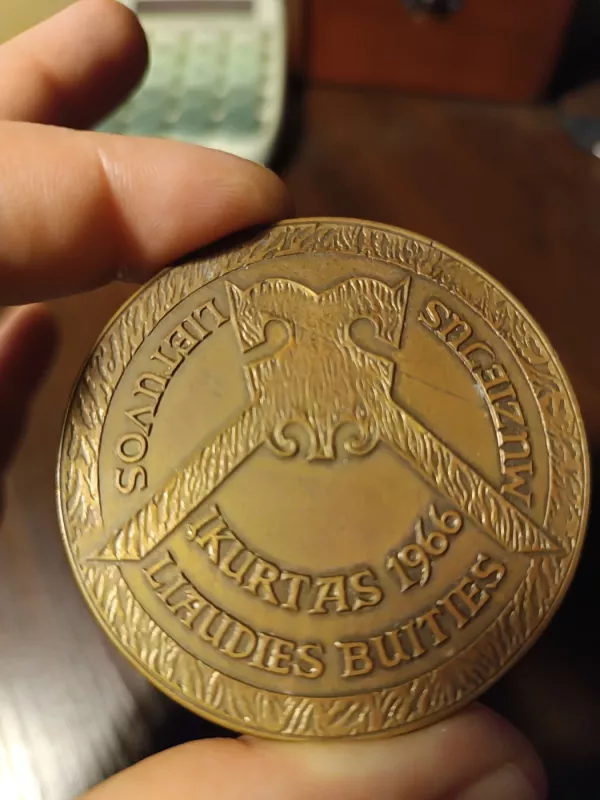 LIETUVOS
LIAUDIES BUITIES
MUZIEJUS
ĮKURTAS 1966